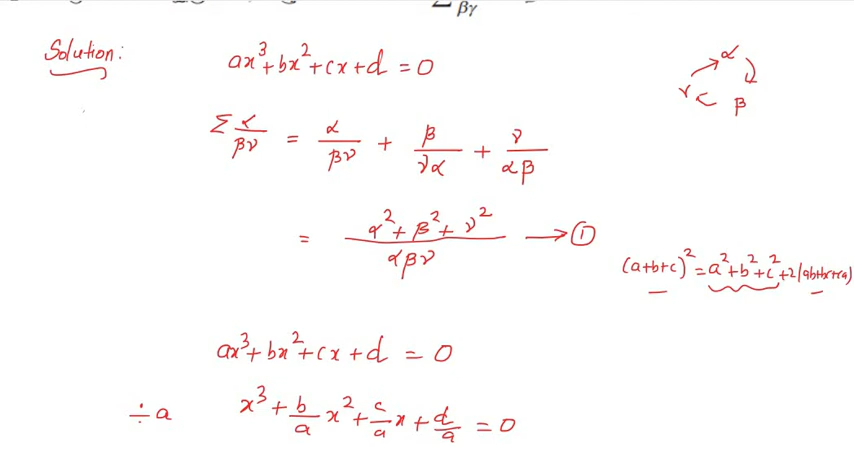 Σ βγ
Solution:
ax³+bx²+cx+d=0
α
γ β
Σ α/βγ = α/βγ + β/γα + γ/αβ
= α²+β²+γ²/αβγ → ①
(a+b+c)²=a²+b²+c²+2(ab+bc+ca)
ax³+bx²+cx+d=0
÷a x³+b/a x²+c/a x+d/a=0